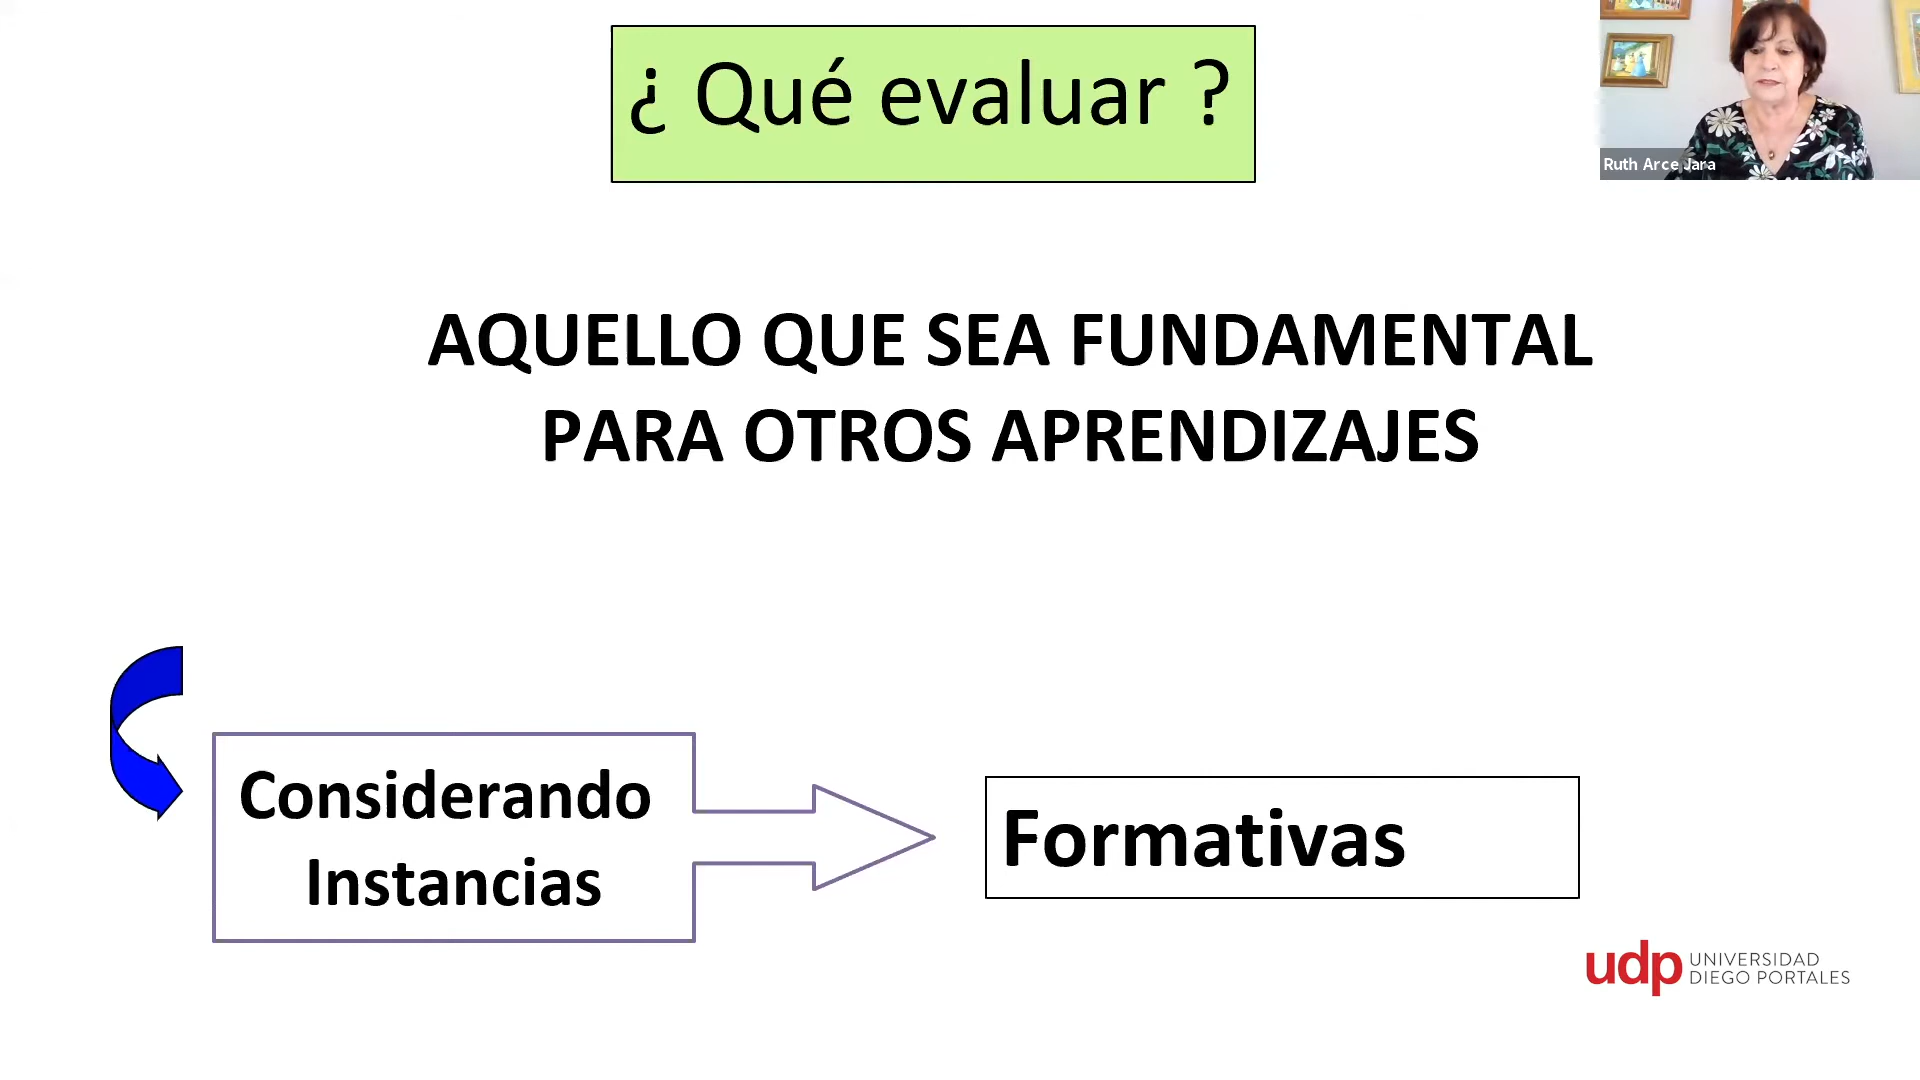 ¿ Qué evaluar ?
Ruth Arce Jara
AQUELLO QUE SEA FUNDAMENTAL
PARA OTROS APRENDIZAJES
Considerando
Instancias
Formativas
udp UNIVERSIDAD
DIEGO PORTALES